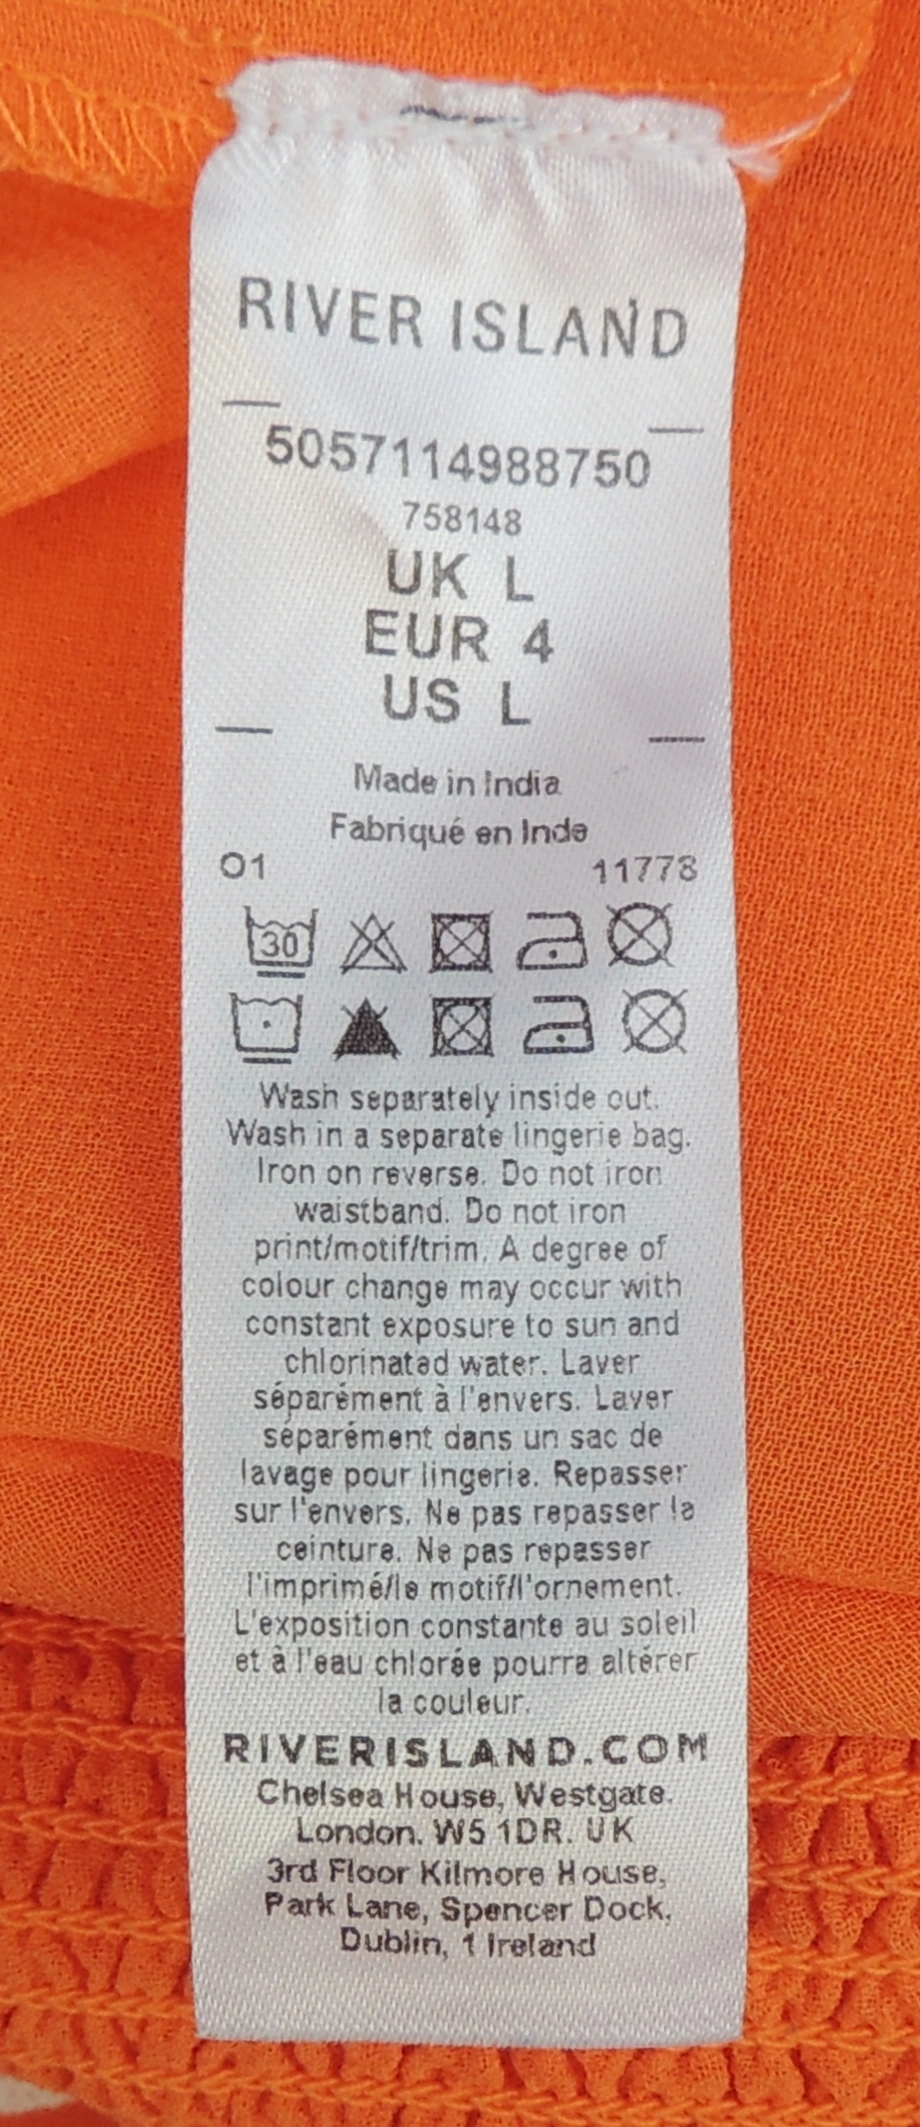 RIVER ISLAND
5057114988750
758148
UK L
EUR 4
US L
Made in India
Fabriqué en Inde
O1 11778
30
Wash separately inside out.
Wash in a separate lingerie bag.
Iron on reverse. Do not iron
waistband. Do not iron
print/motif/trim. A degree of
colour change may occur with
constant exposure to sun and
chlorinated water. Laver
séparément à l'envers. Laver
séparément dans un sac de
lavage pour lingerie. Repasser
sur l'envers. Ne pas repasser la
ceinture. Ne pas repasser
l'imprimé/le motif/l'ornement.
L'exposition constante au soleil
et à l'eau chlorée pourra altérer
la couleur.
RIVERISLAND.COM
Chelsea House, Westgate.
London. W5 1DR. UK
3rd Floor Kilmore House,
Park Lane, Spencer Dock.
Dublin, 1 Ireland